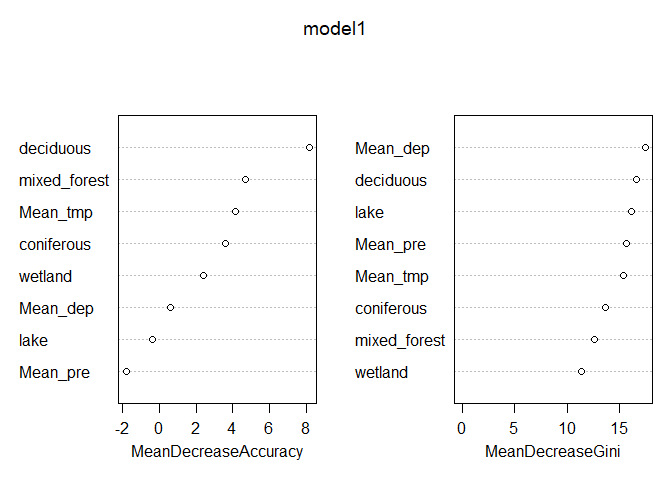 model1
deciduous
mixed_forest
Mean_tmp
coniferous
wetland
Mean_dep
lake
Mean_pre
-2 0 2 4 6 8
MeanDecreaseAccuracy
Mean_dep
deciduous
lake
Mean_pre
Mean_tmp
coniferous
mixed_forest
wetland
0 5 10 15
MeanDecreaseGini